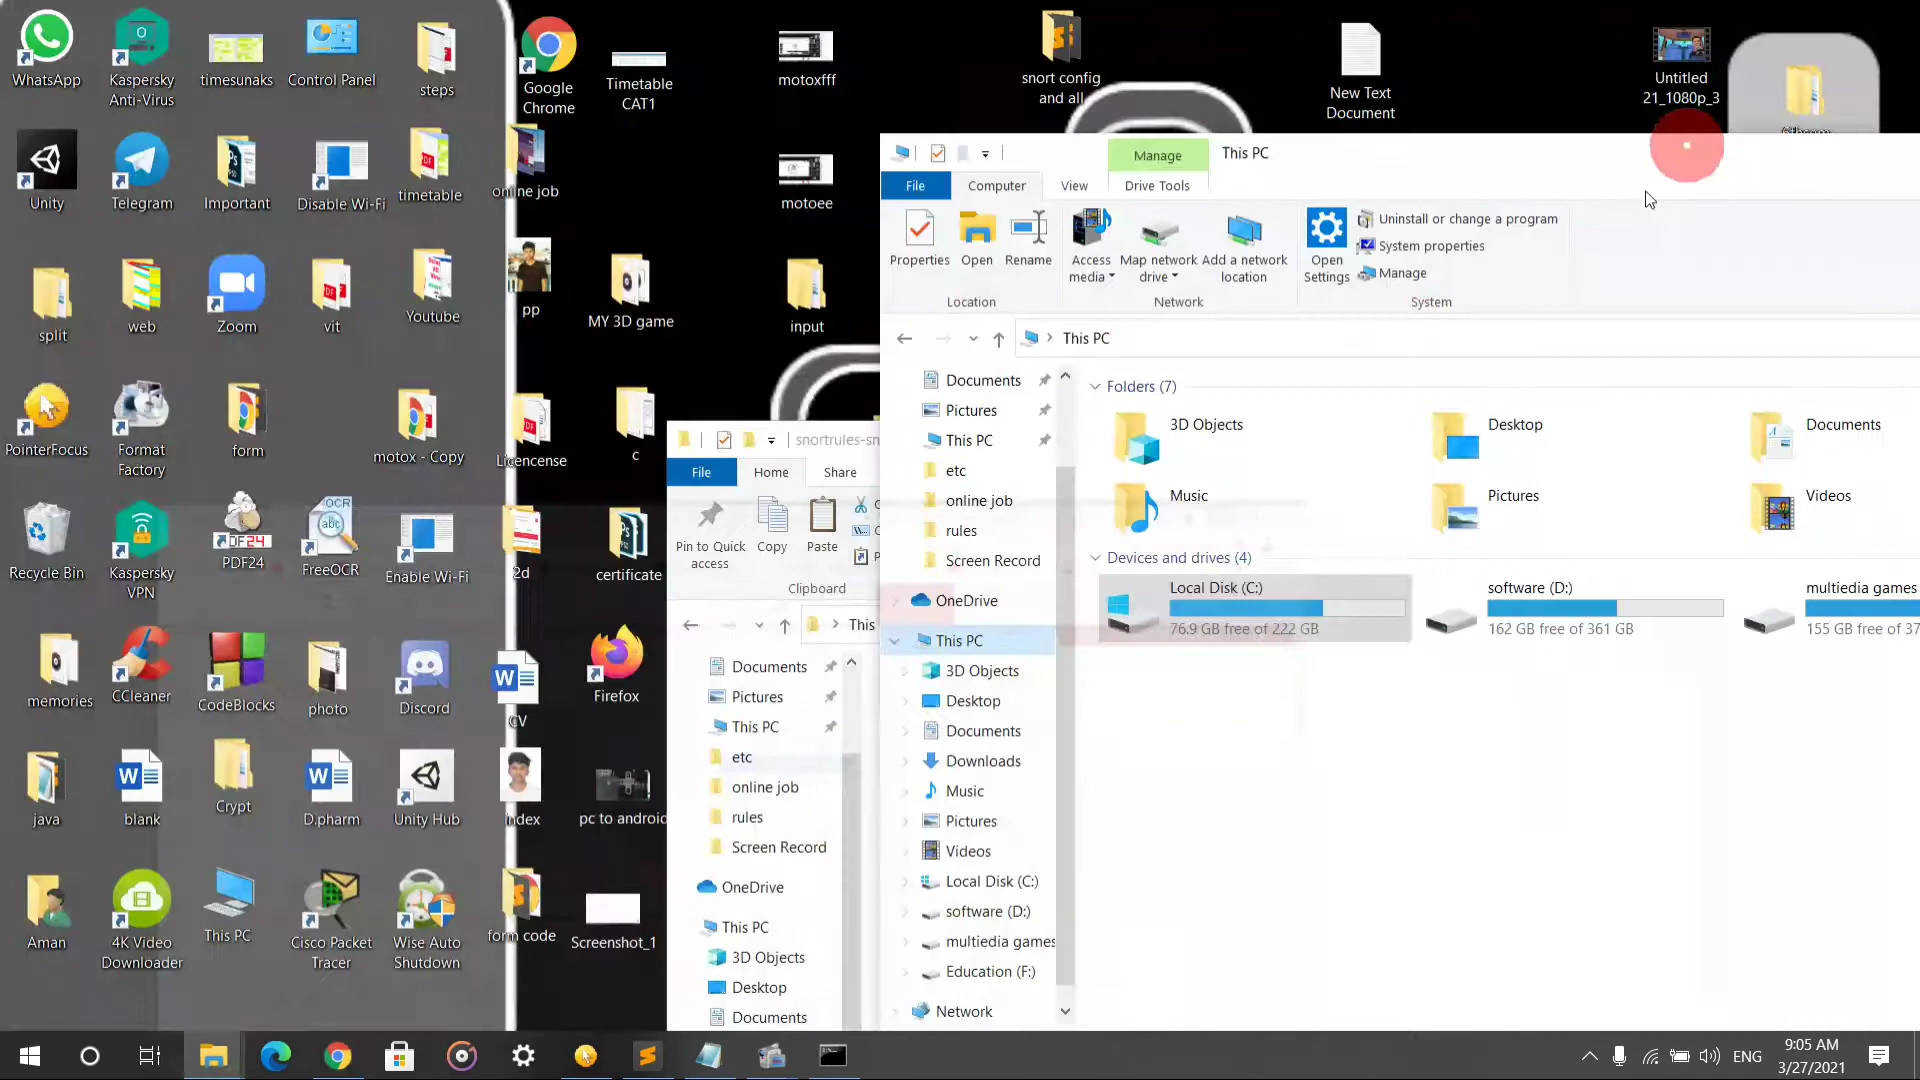 WhatsApp
Kaspersky
Anti-Virus
timesunaks
Control Panel
steps
Google
Chrome
Timetable
CAT1
motoxfff
snort config
and all
New Text
Document
Untitled
21_1080p_3
Unity
Telegram
Important
Disable Wi-Fi
timetable
online job
motoee
split
web
Zoom
vit
Youtube
pp
MY 3D game
input
PointerFocus
Format
Factory
form
motox - Copy
Licencense
c
Recycle Bin
Kaspersky
VPN
PDF24
FreeOCR
Enable Wi-Fi
2d
certificate
memories
CCleaner
CodeBlocks
photo
Discord
CV
Firefox
java
blank
Crypt
D.pharm
Unity Hub
index
pc to android
Aman
4K Video
Downloader
This PC
Cisco Packet
Tracer
Wise Auto
Shutdown
form code
Screenshot_1
Manage
This PC
File
Computer
View
Drive Tools
Properties
Open
Rename
Access
media
Map network
drive
Add a network
location
Open
Settings
Uninstall or change a program
System properties
Manage
Location
Network
System
This PC
Documents
Pictures
This PC
etc
online job
rules
Screen Record
OneDrive
This PC
3D Objects
Desktop
Documents
Downloads
Music
Pictures
Videos
Local Disk (C:)
software (D:)
multiedia games
Education (F:)
Network
Folders (7)
3D Objects
Desktop
Documents
Music
Pictures
Videos
Devices and drives (4)
Local Disk (C:)
76.9 GB free of 222 GB
software (D:)
162 GB free of 361 GB
multiedia games
155 GB free of 37
snortrules-sn
File
Home
Share
Pin to Quick
access
Copy
Paste
Clipboard
This
Documents
Pictures
This PC
etc
online job
rules
Screen Record
OneDrive
This PC
3D Objects
Desktop
Documents
ENG
9:05 AM
3/27/2021